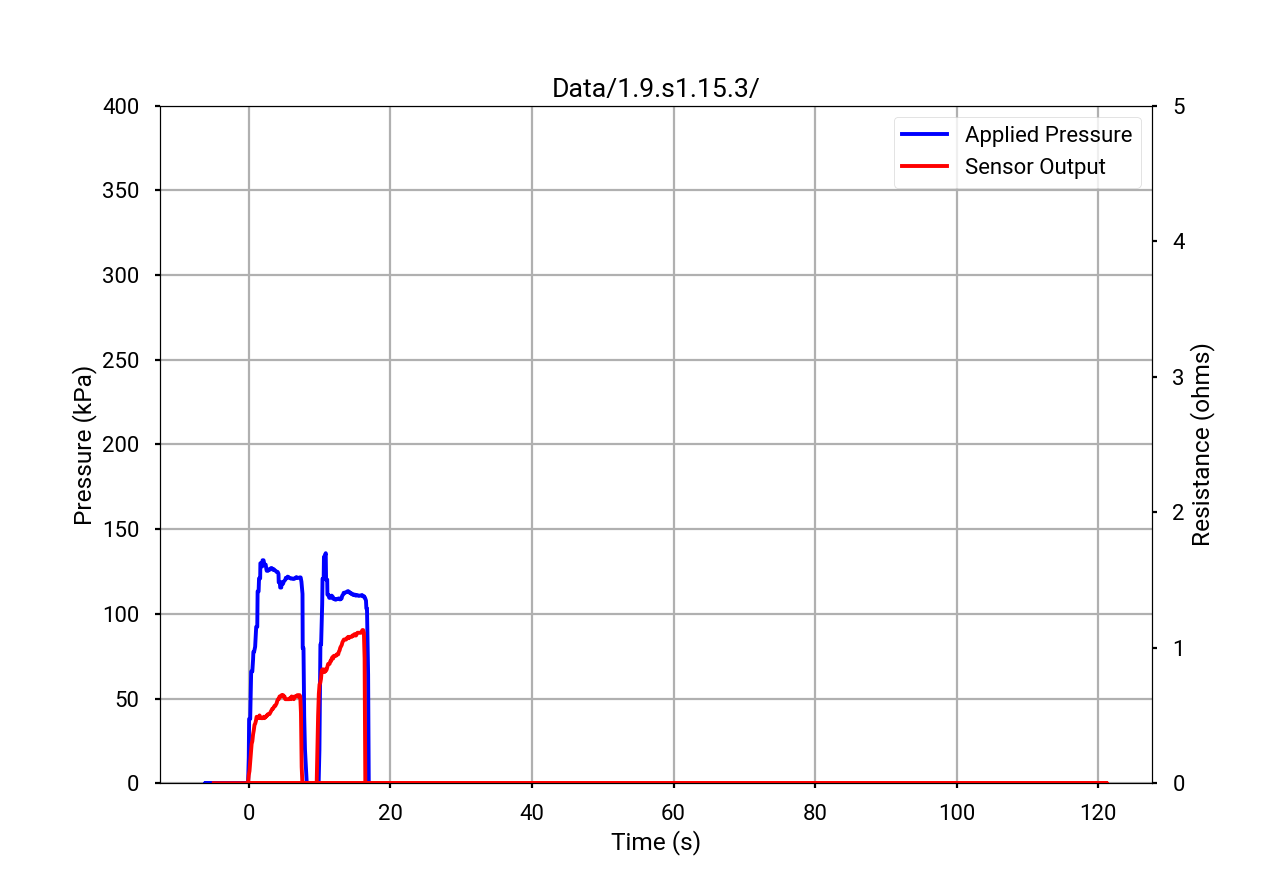 Data/1.9.s1.15.3/
400
350
300
250
200
150
100
50
0
Pressure (kPa)
5
4
3
2
1
0
Resistance (ohms)
Applied Pressure
Sensor Output
0 20 40 60 80 100 120
Time (s)